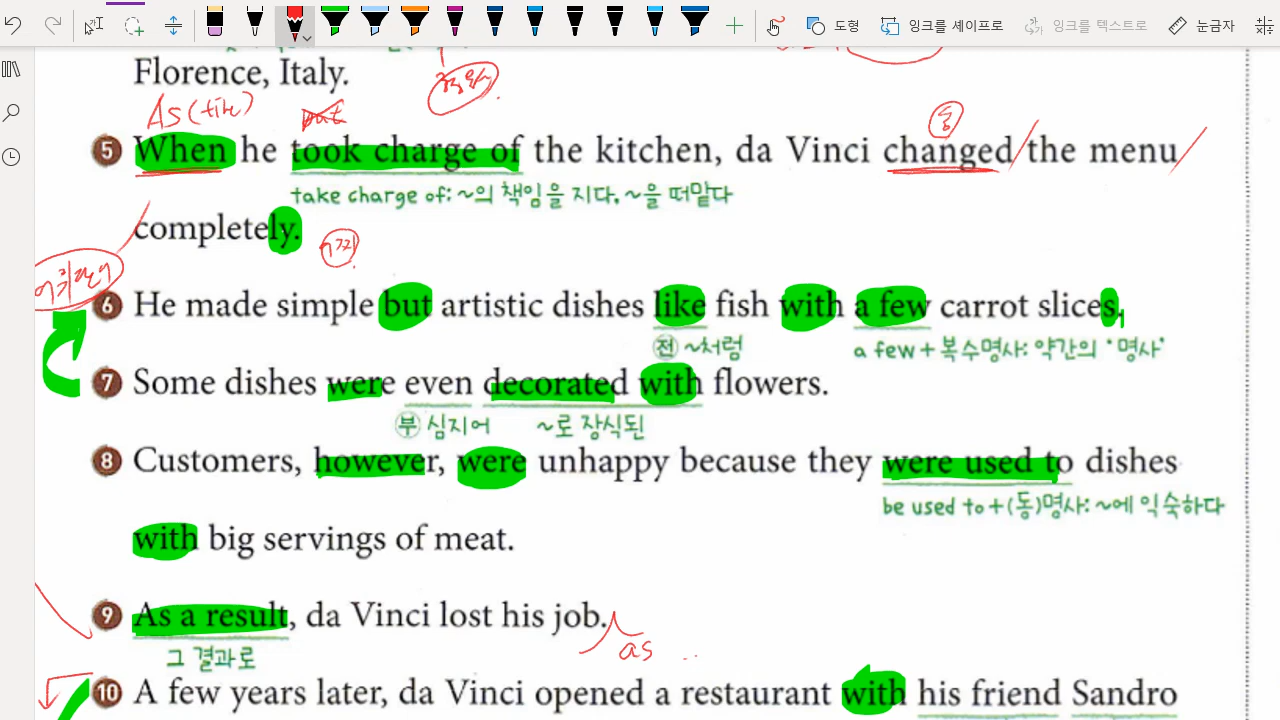 도형
잉크를 셰이프로
잉크를 텍스트로
눈금자
Florence, Italy.
As
❺ When he took charge of the kitchen, da Vinci changed the menu
take charge of: ~의 책임을 지다, ~을 떠맡다
completely.
❻ He made simple but artistic dishes like fish with a few carrot slices.
전 ~처럼
a few + 복수명사: 약간의 '명사'
❼ Some dishes were even decorated with flowers.
부 심지어
~로 장식된
❽ Customers, however, were unhappy because they were used to dishes
be used to+(동)명사: ~에 익숙하다
with big servings of meat.
❾ As a result, da Vinci lost his job.
as
그 결과로
❿ A few years later, da Vinci opened a restaurant with his friend Sandro